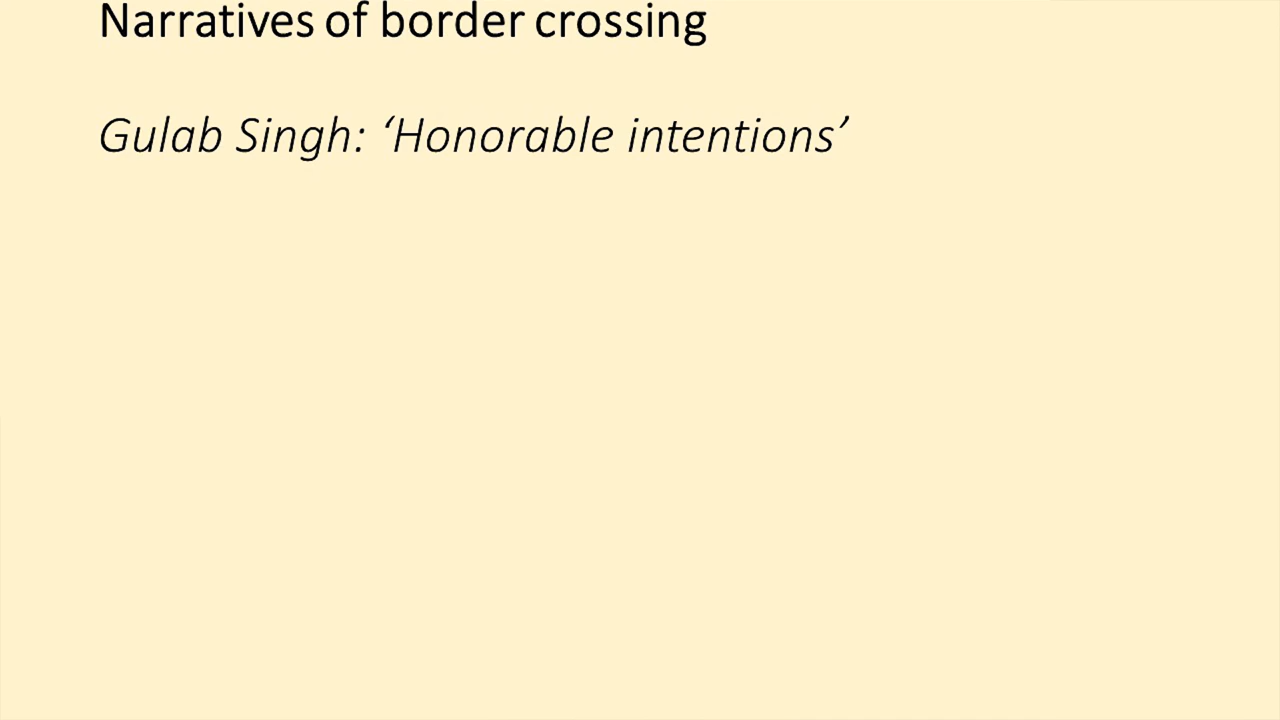 Narratives of border crossing
Gulab Singh: ‘Honorable intentions’